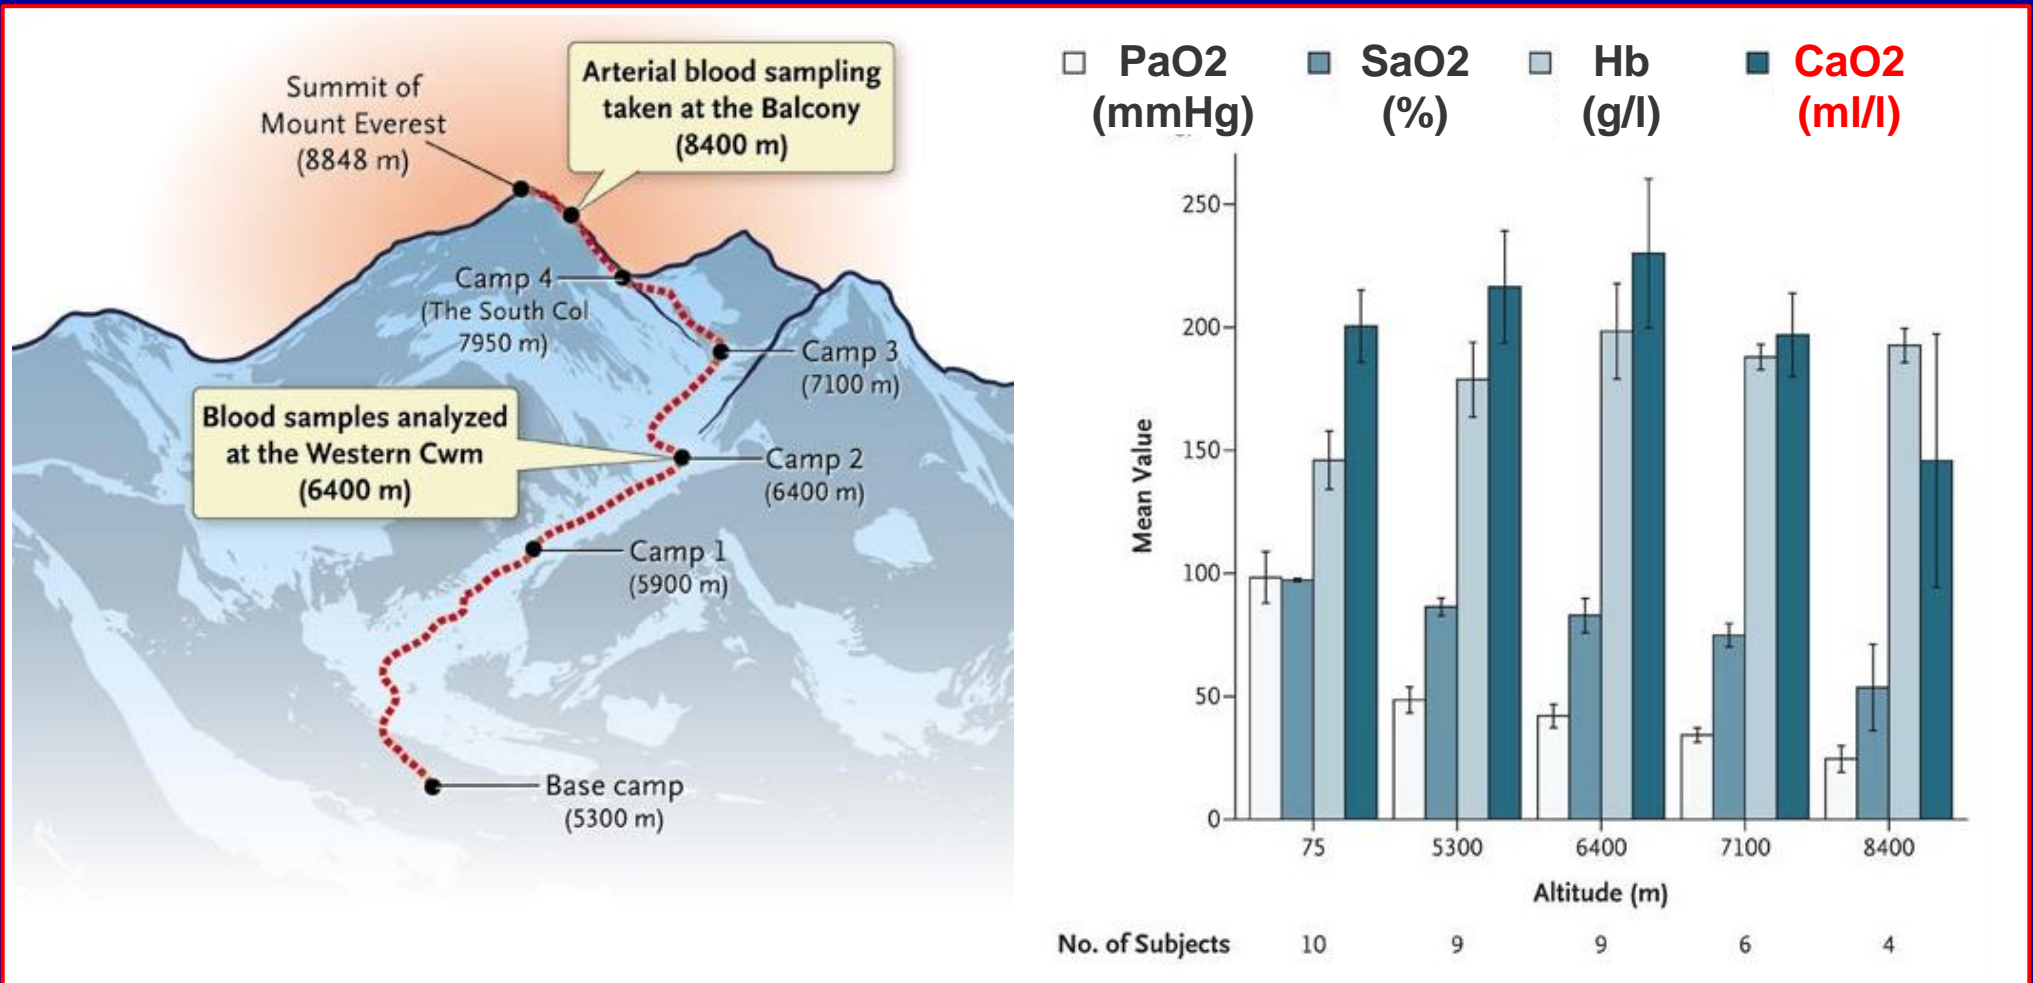 Summit of
Mount Everest
(8848 m)
Arterial blood sampling
taken at the Balcony
(8400 m)
Camp 4
(The South Col
7950 m)
Camp 3
(7100 m)
Blood samples analyzed
at the Western Cwm
(6400 m)
Camp 2
(6400 m)
Camp 1
(5900 m)
Base camp
(5300 m)
PaO2 SaO2 Hb CaO2
(mmHg) (%) (g/l) (ml/l)
Mean Value
250
200
150
100
50
0
75 5300 6400 7100 8400
Altitude (m)
No. of Subjects 10 9 9 6 4